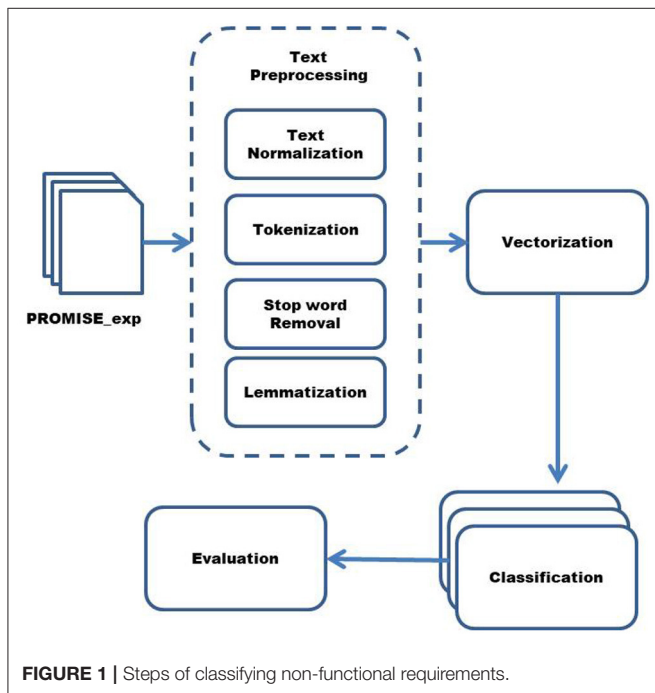 Text
Preprocessing
Text
Normalization
Tokenization
Stop word
Removal
Lemmatization
PROMISE_exp
Vectorization
Classification
Evaluation
FIGURE 1 | Steps of classifying non-functional requirements.